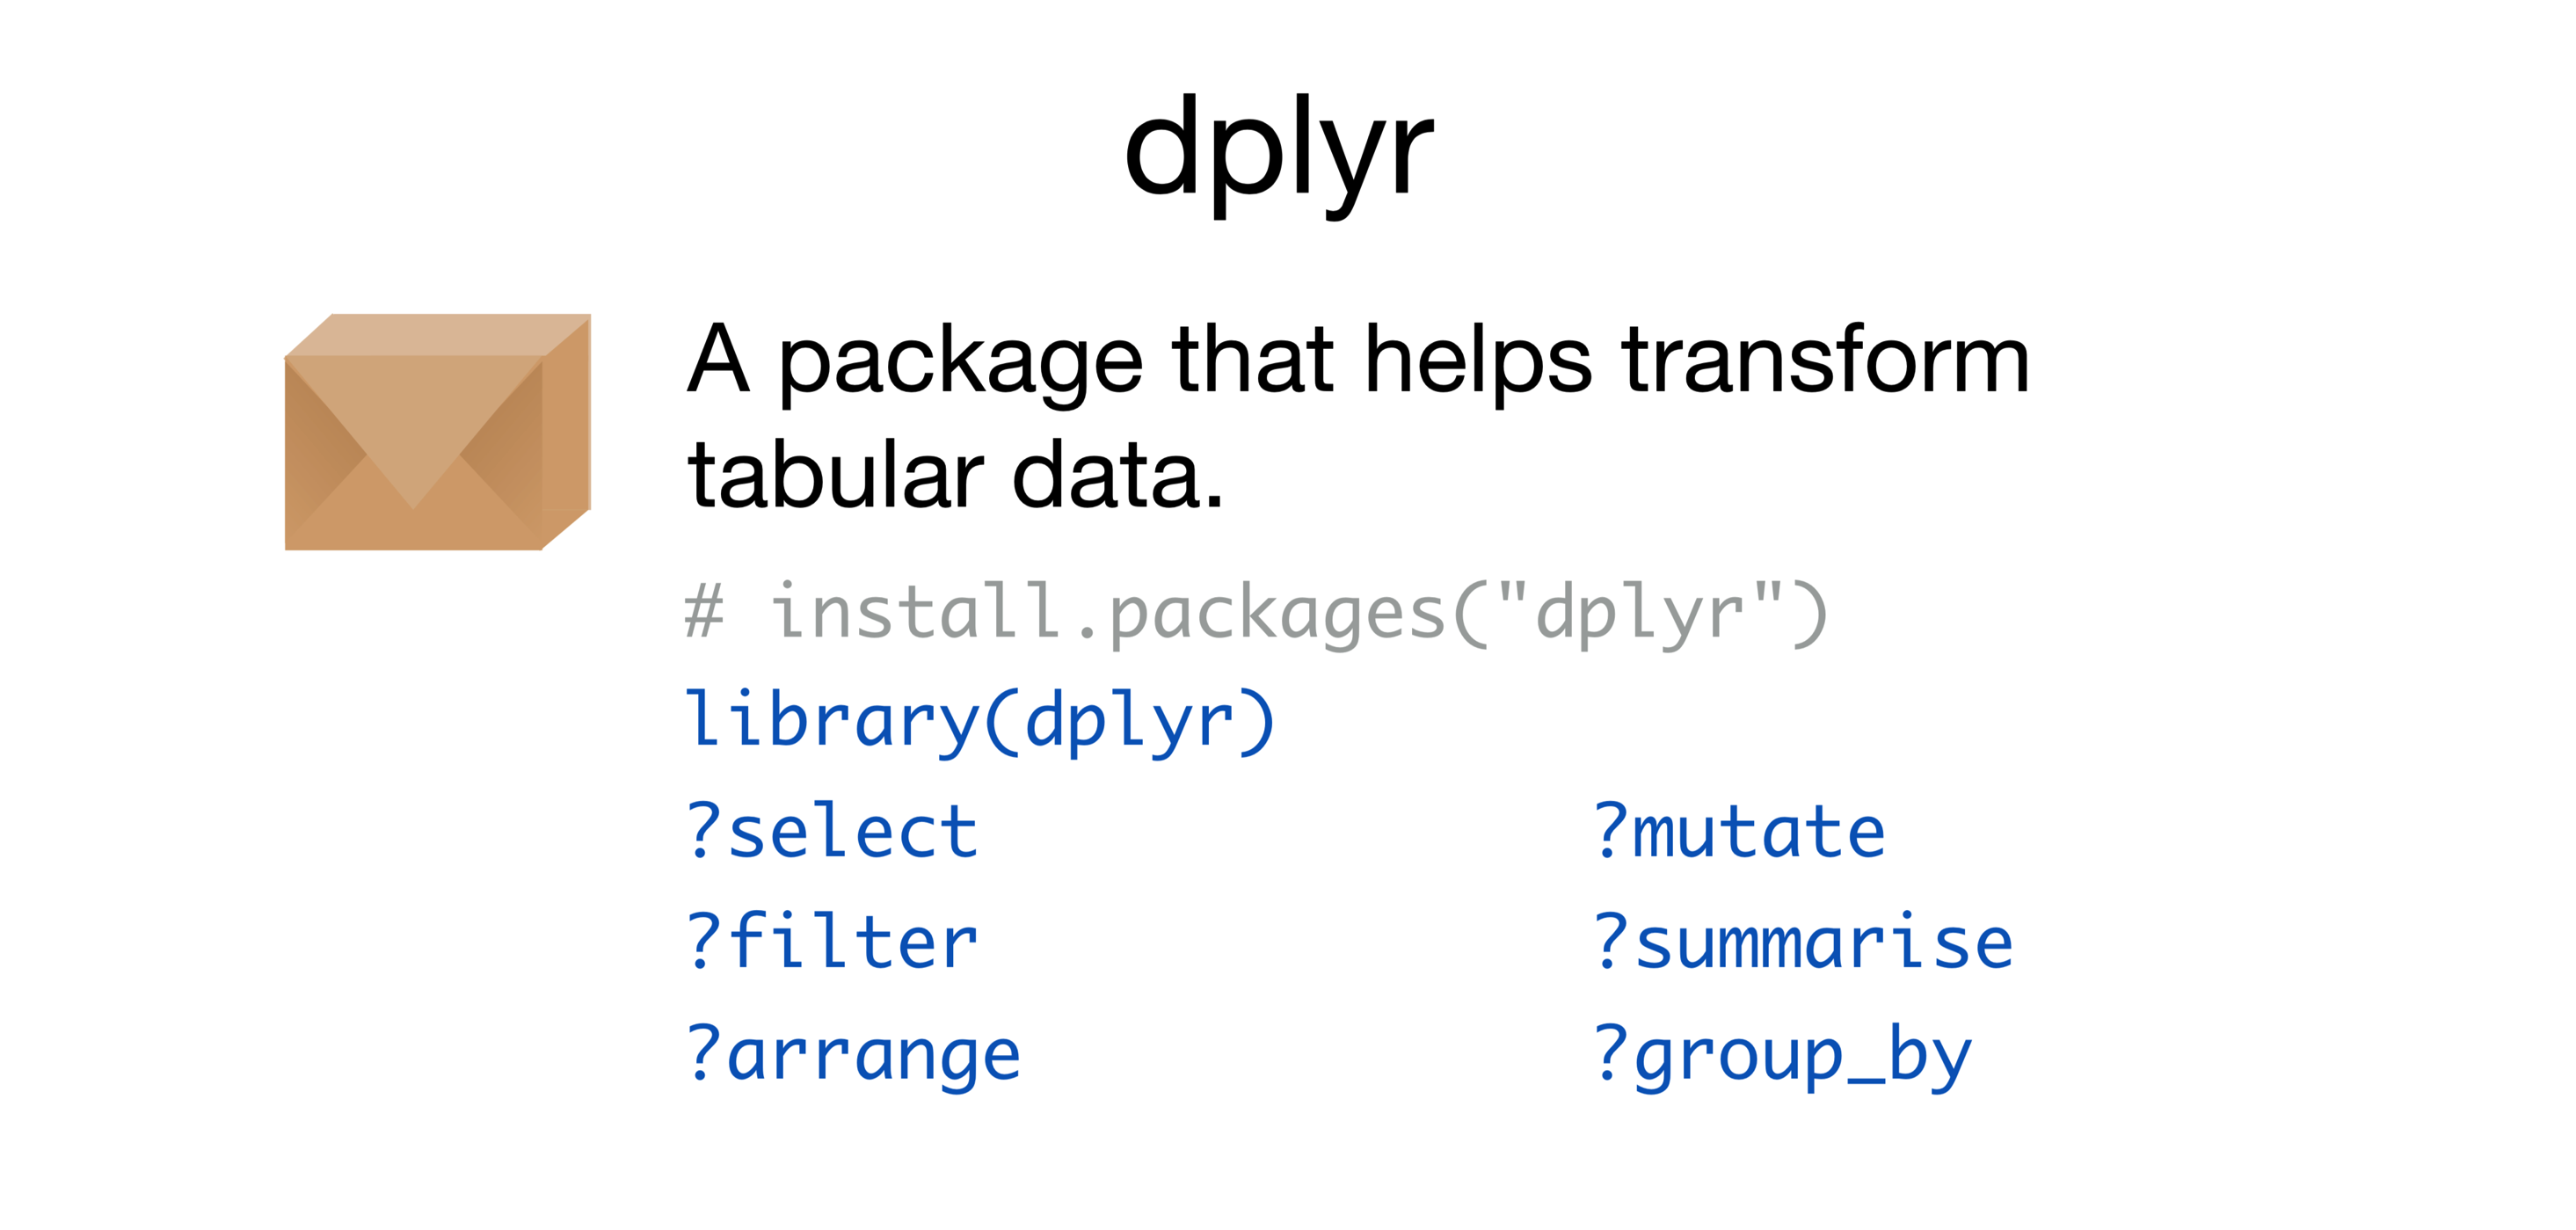 dplyr
A package that helps transform
tabular data.
# install.packages("dplyr")
library(dplyr)
?select ?mutate
?filter ?summarise
?arrange ?group_by